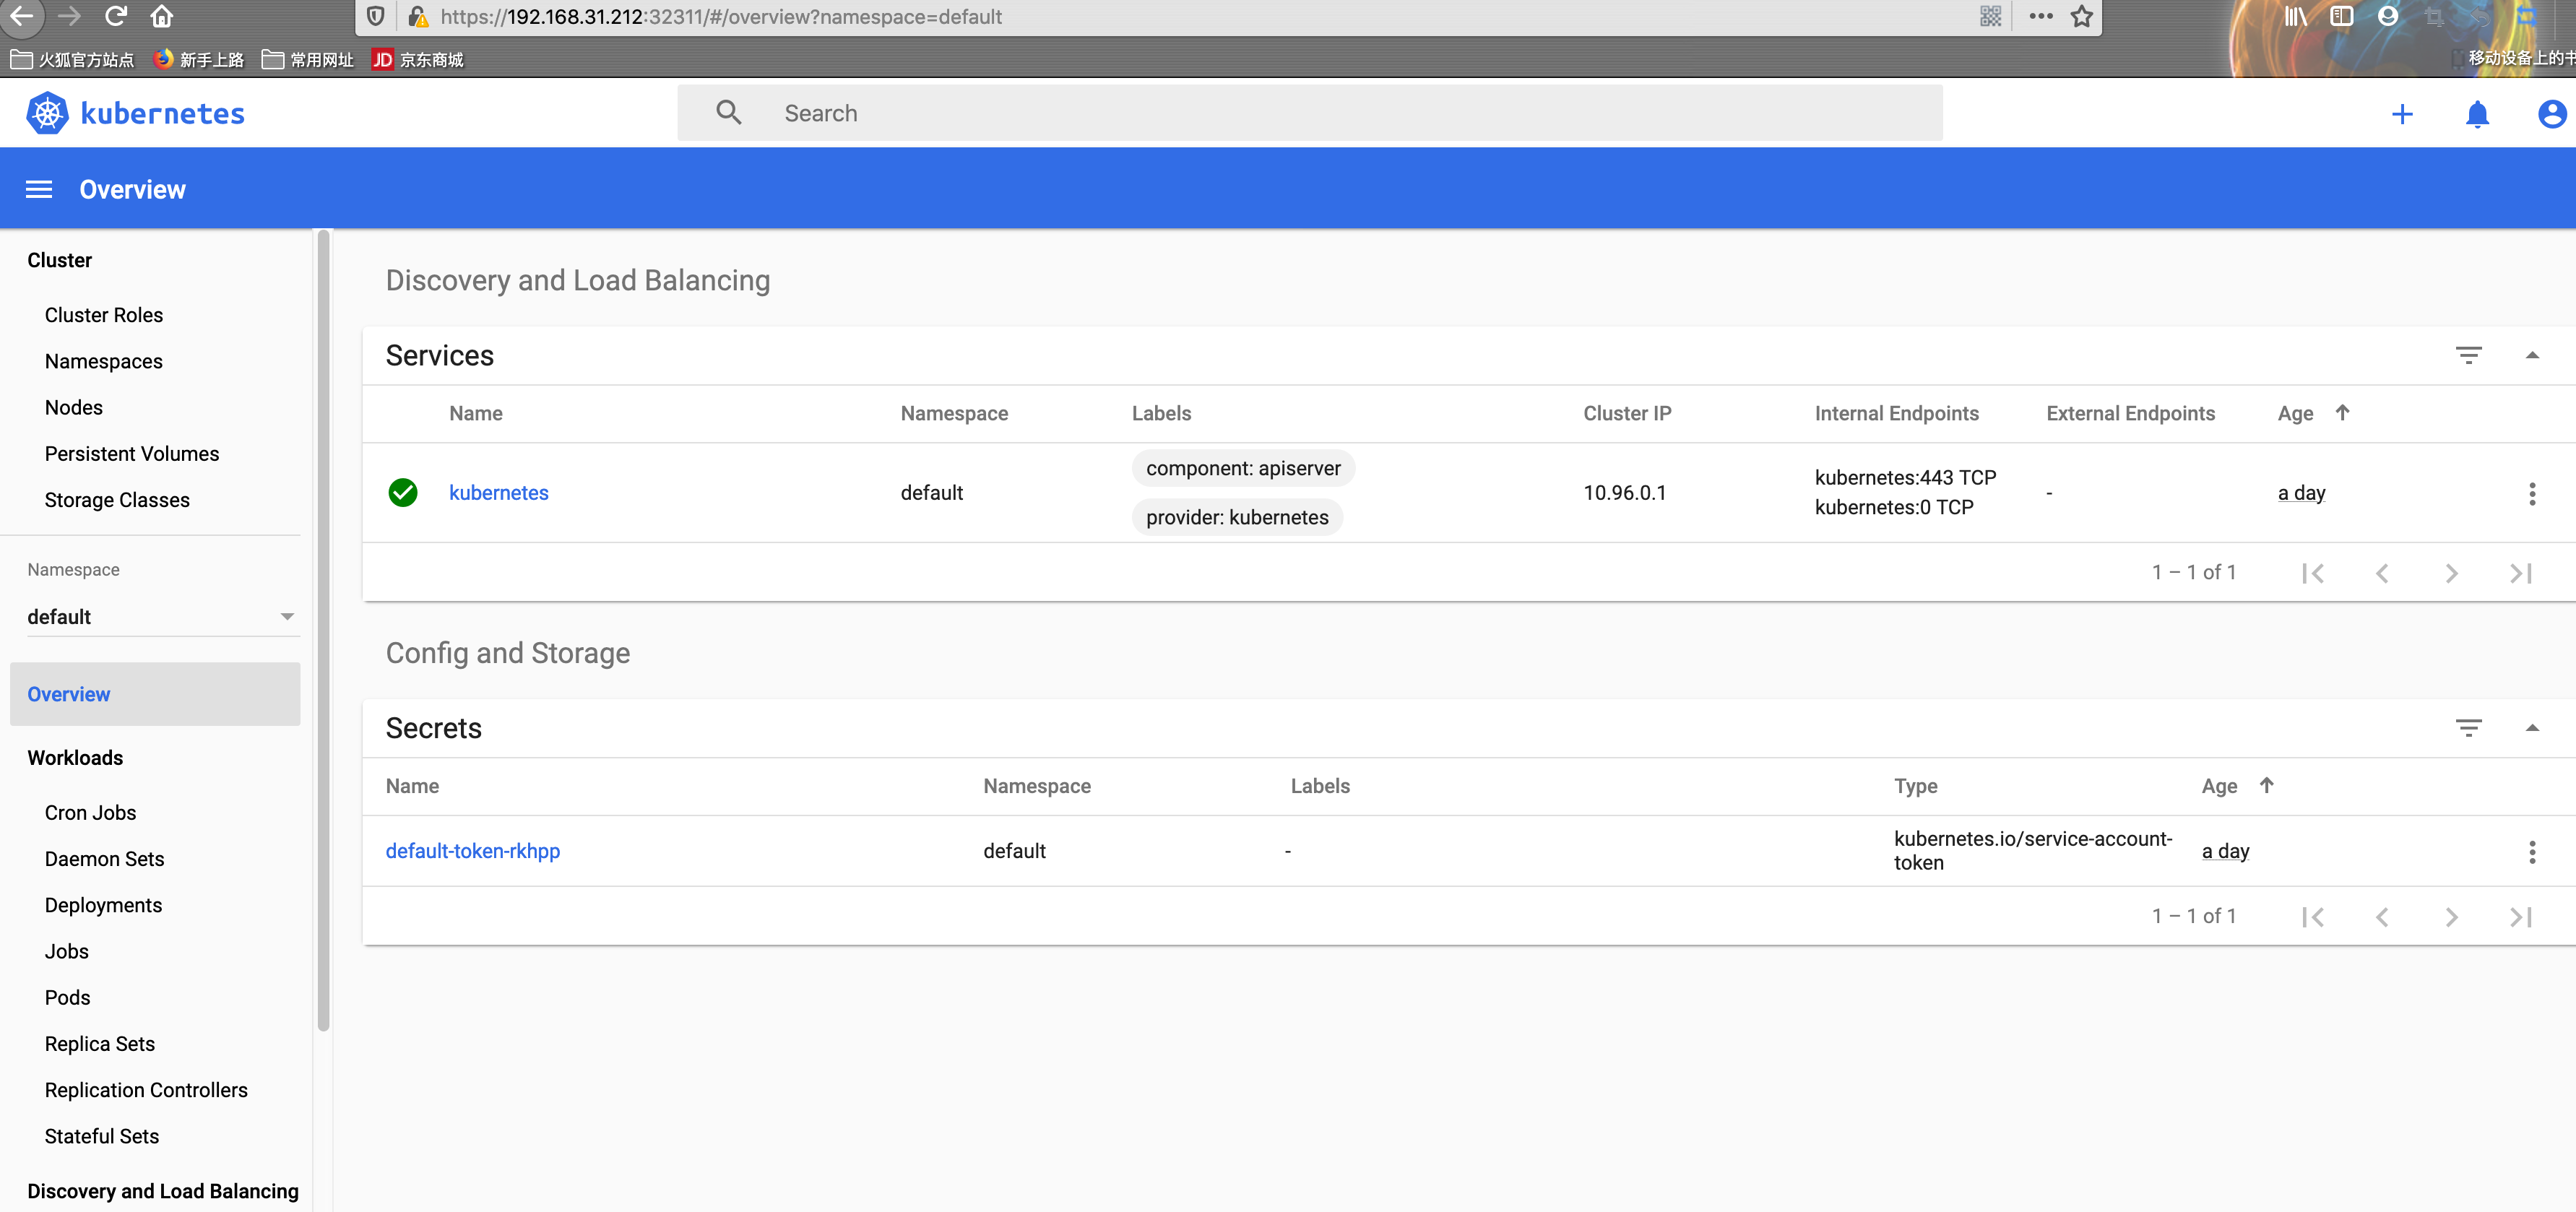 https://192.168.31.212:32311/#/overview?namespace=default
火狐官方站点 新手上路 常用网址 JD 京东商城 移动设备上的书
kubernetes
Search
Overview
Cluster
Cluster Roles
Namespaces
Nodes
Persistent Volumes
Storage Classes
Namespace
default
Overview
Workloads
Cron Jobs
Daemon Sets
Deployments
Jobs
Pods
Replica Sets
Replication Controllers
Stateful Sets
Discovery and Load Balancing
Discovery and Load Balancing
Services
Name Namespace Labels Cluster IP Internal Endpoints External Endpoints Age
kubernetes default component: apiserver provider: kubernetes 10.96.0.1 kubernetes:443 TCP kubernetes:0 TCP - a day
1 – 1 of 1
Config and Storage
Secrets
Name Namespace Labels Type Age
default-token-rkhpp default - kubernetes.io/service-account-token a day
1 – 1 of 1